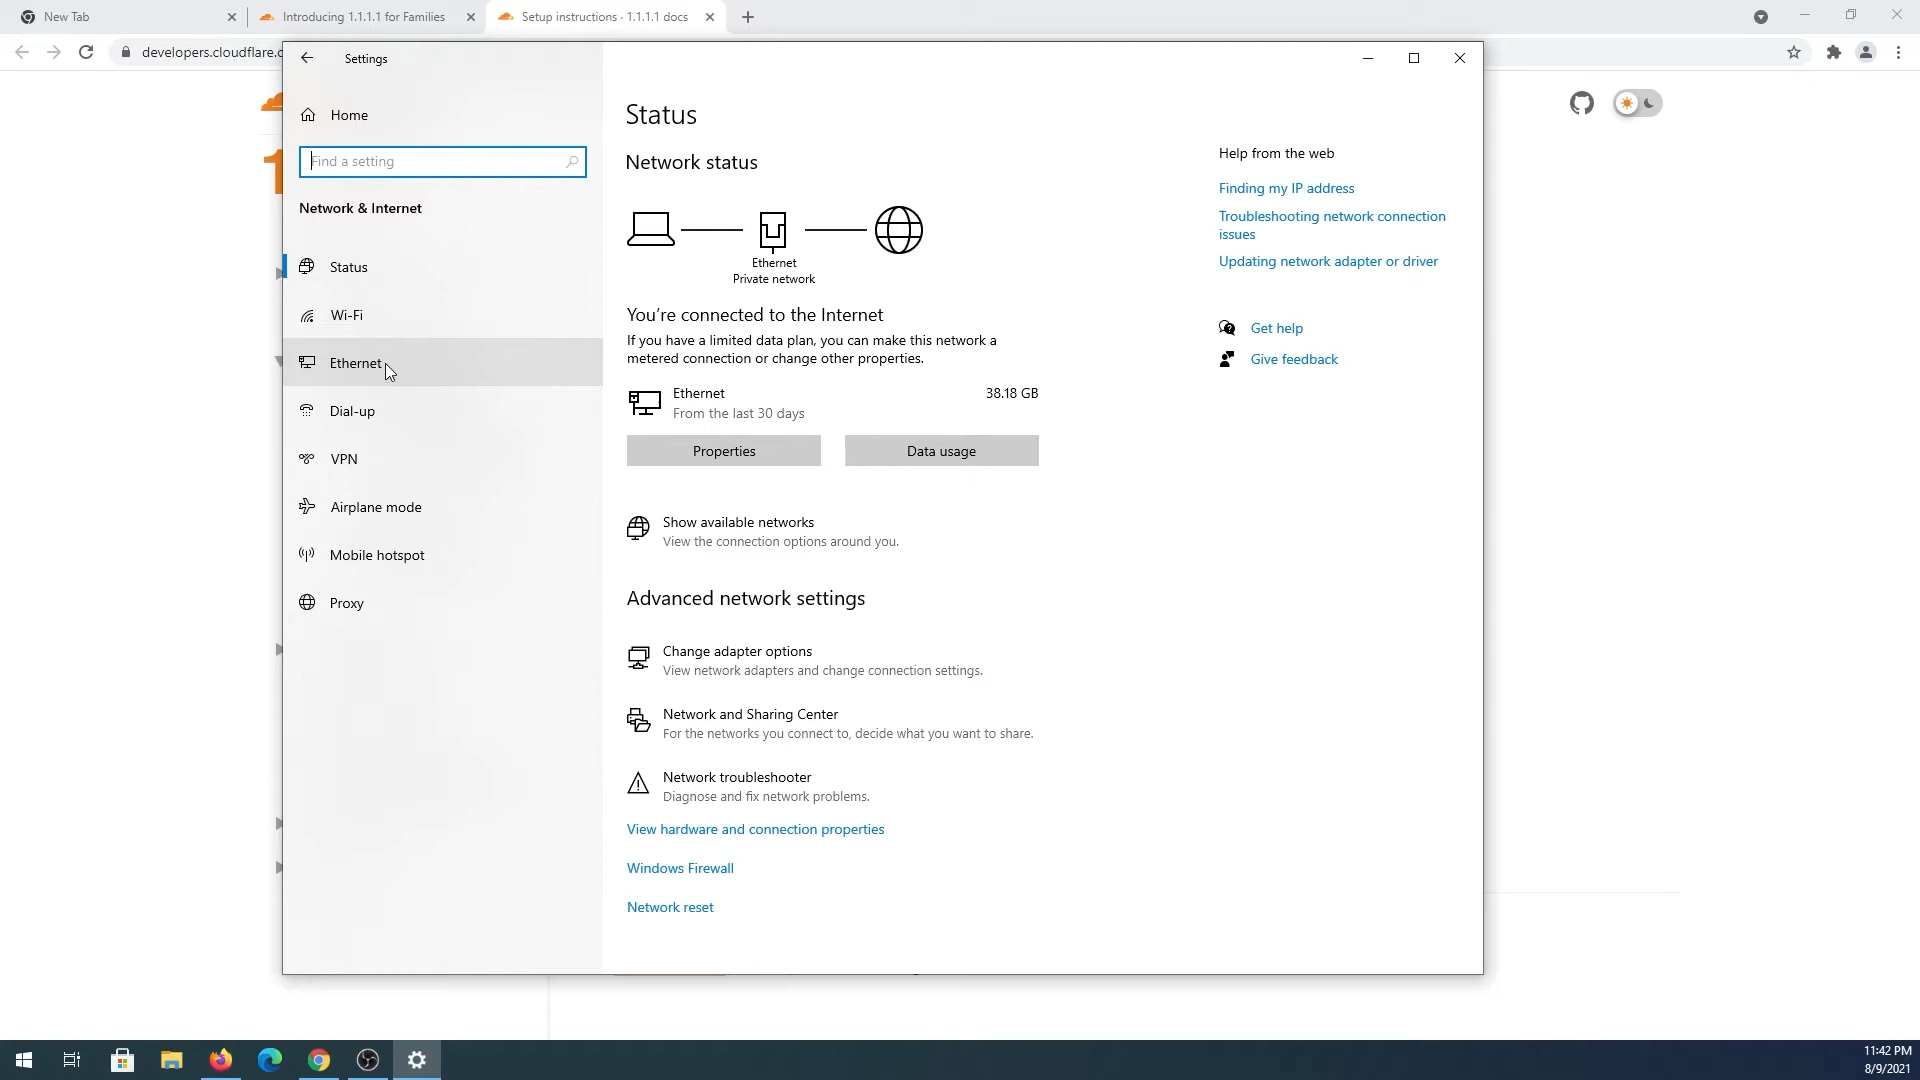 New Tab
Introducing 1.1.1.1 for Families
Setup instructions · 1.1.1.1 docs
developers.cloudflare.c
Settings
Home
Find a setting
Network & Internet
Status
Wi-Fi
Ethernet
Dial-up
VPN
Airplane mode
Mobile hotspot
Proxy
Status
Network status
Ethernet
Private network
You're connected to the Internet
If you have a limited data plan, you can make this network a
metered connection or change other properties.
Ethernet
38.18 GB
From the last 30 days
Properties
Data usage
Show available networks
View the connection options around you.
Advanced network settings
Change adapter options
View network adapters and change connection settings.
Network and Sharing Center
For the networks you connect to, decide what you want to share.
Network troubleshooter
Diagnose and fix network problems.
View hardware and connection properties
Windows Firewall
Network reset
Help from the web
Finding my IP address
Troubleshooting network connection
issues
Updating network adapter or driver
Get help
Give feedback
11:42 PM
8/9/2021